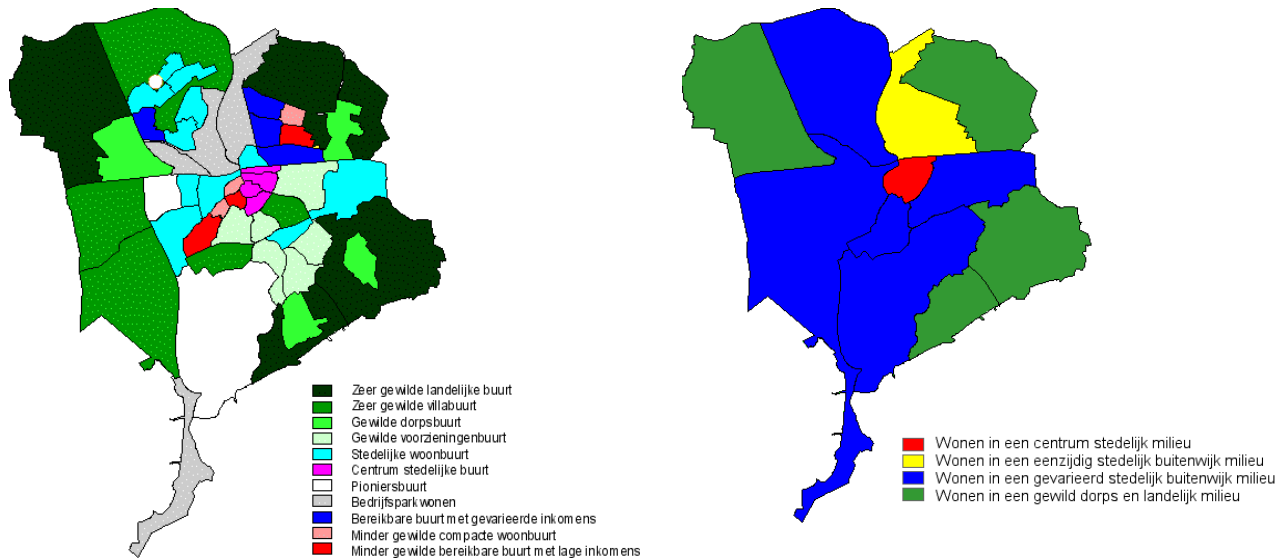 Zeer gewilde landelijke buurt
Zeer gewilde villabuurt
Gewilde dorpsbuurt
Gewilde voorzieningenbuurt
Stedelijke woonbuurt
Centrum stedelijke buurt
Pioniersbuurt
Bedrijfsparkwonen
Bereikbare buurt met gevarieerde inkomens
Minder gewilde compacte woonbuurt
Minder gewilde bereikbare buurt met lage inkomens
Wonen in een centrum stedelijk milieu
Wonen in een eenzijdig stedelijk buitenwijk milieu
Wonen in een gevarieerd stedelijk buitenwijk milieu
Wonen in een gewild dorps en landelijk milieu